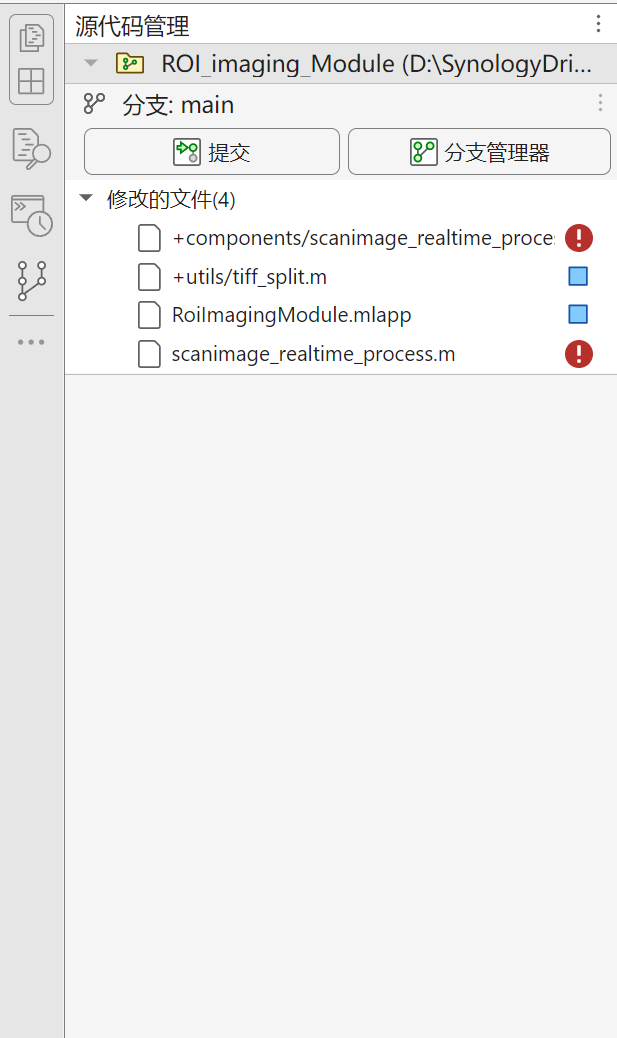 源代码管理
ROI_imaging_Module (D:\SynologyDri...
分支: main
提交
分支管理器
修改的文件(4)
+components/scanimage_realtime_proce
+utils/tiff_split.m
RoiImagingModule.mlapp
scanimage_realtime_process.m